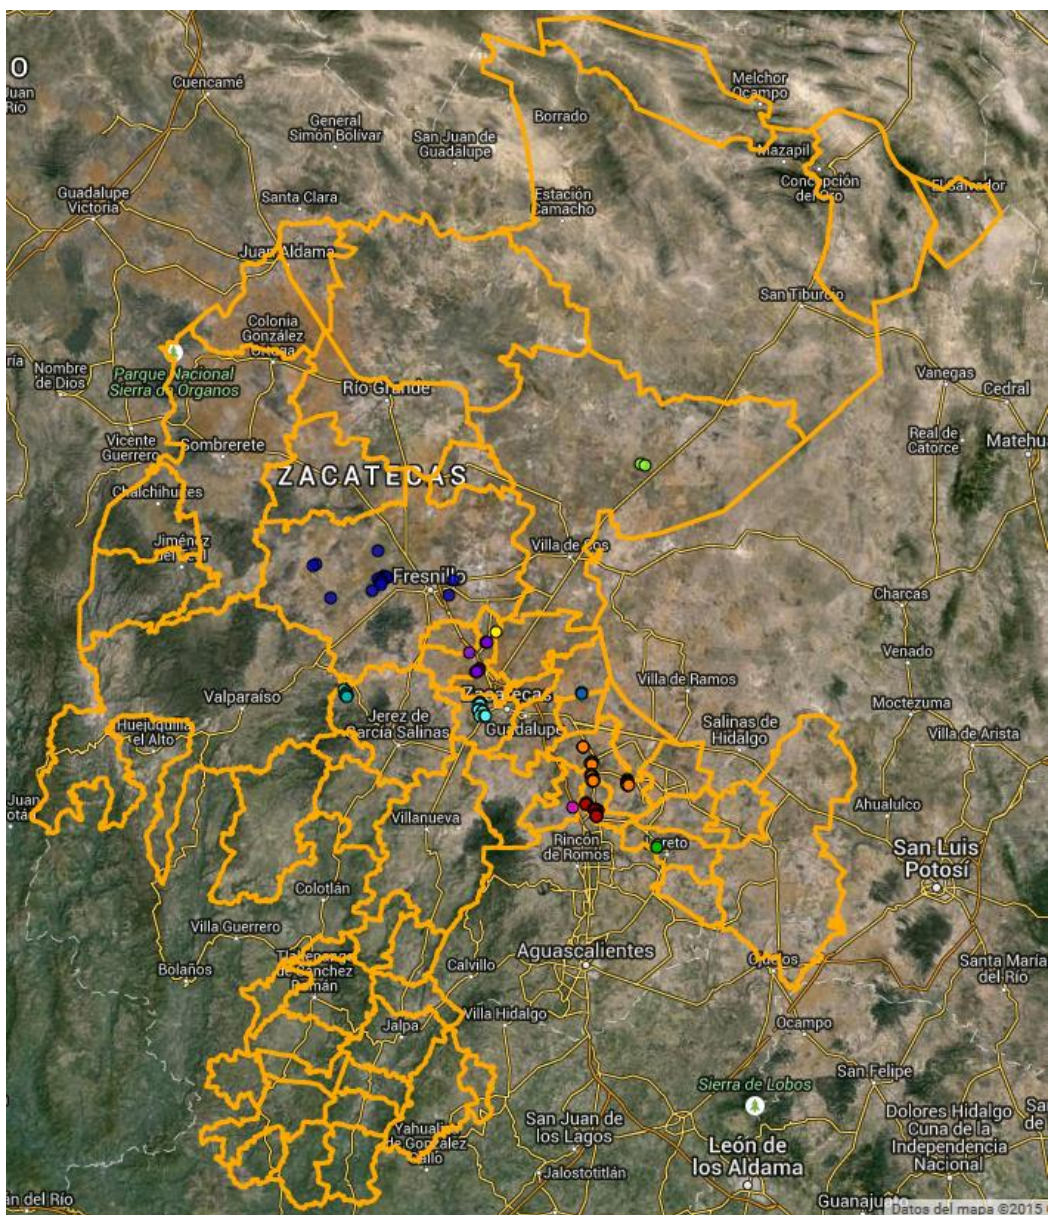 O
Juan
Río
Cuencamé
Melchor
Ocampo
General
Simón Bolívar
Borrado
San Juan de
Guadalupe
Mazapil
Concepción
del Oro
Guadalupe
Victoria
Santa Clara
Estación
Camacho
El Salvador
Juan Aldama
San Tiburcio
Colonia
González
Ortega
ría
Nombre
de Dios
Parque Nacional
Sierra de Organos
Río Grande
Vanegas
Cedral
Vicente
Guerrero
Sombrerete
Real de
Catorce
Matehua
ZACATECAS
Chalchihuites
Jiménez
del Teul
Villa de Cos
Fresnillo
Charcas
Venado
Villa de Ramos
Valparaíso
Zacatecas
Moctezuma
Huejuquilla
el Alto
Jerez de
García Salinas
Guadalupe
Salinas de
Hidalgo
Villa de Arista
Juan
Ahualulco
Villanueva
Rincón
de Romos
Loreto
San Luis
Potosí
Colotlán
Villa Guerrero
Aguascalientes
Tlaltenango
de Sánchez
Román
Calvillo
Ojuelos
Santa María
del Río
Bolaños
Villa Hidalgo
Jalpa
Ocampo
San Felipe
Sierra de Lobos
San Juan de
los Lagos
Dolores Hidalgo
Cuna de la
Independencia
Nacional
Yahualica
de González
Gallo
León de
los Aldama
Jalostotitlán
án del Río
Guanajuato
Datos del mapa ©2015